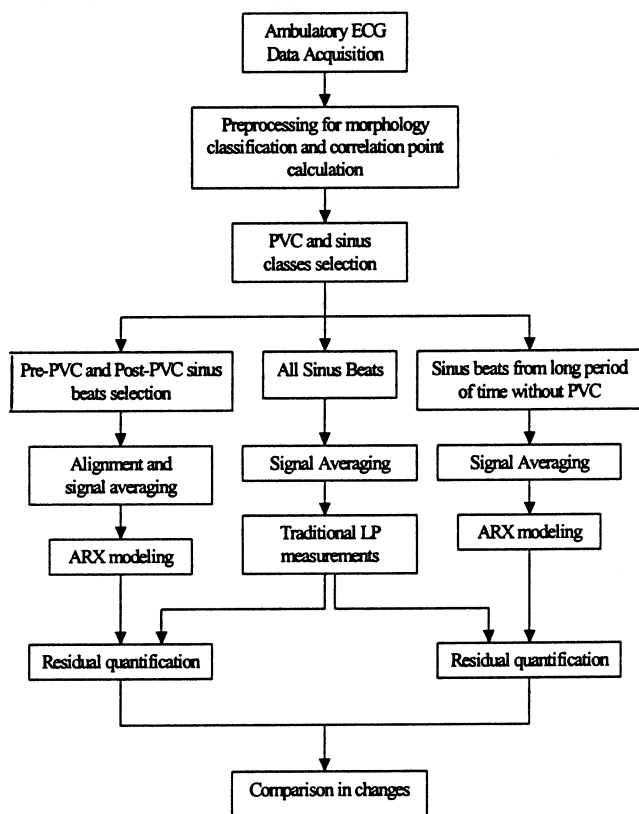 Ambulatory ECG
Data Acquisition
Preprocessing for morphology
classification and correlation point
calculation
PVC and sinus
classes selection
Pre-PVC and Post-PVC sinus
beats selection
All Sinus Beats
Sinus beats from long period
of time without PVC
Alignment and
signal averaging
Signal Averaging
Signal Averaging
ARX modeling
Traditional LP
measurements
ARX modeling
Residual quantification
Residual quantification
Comparison in changes